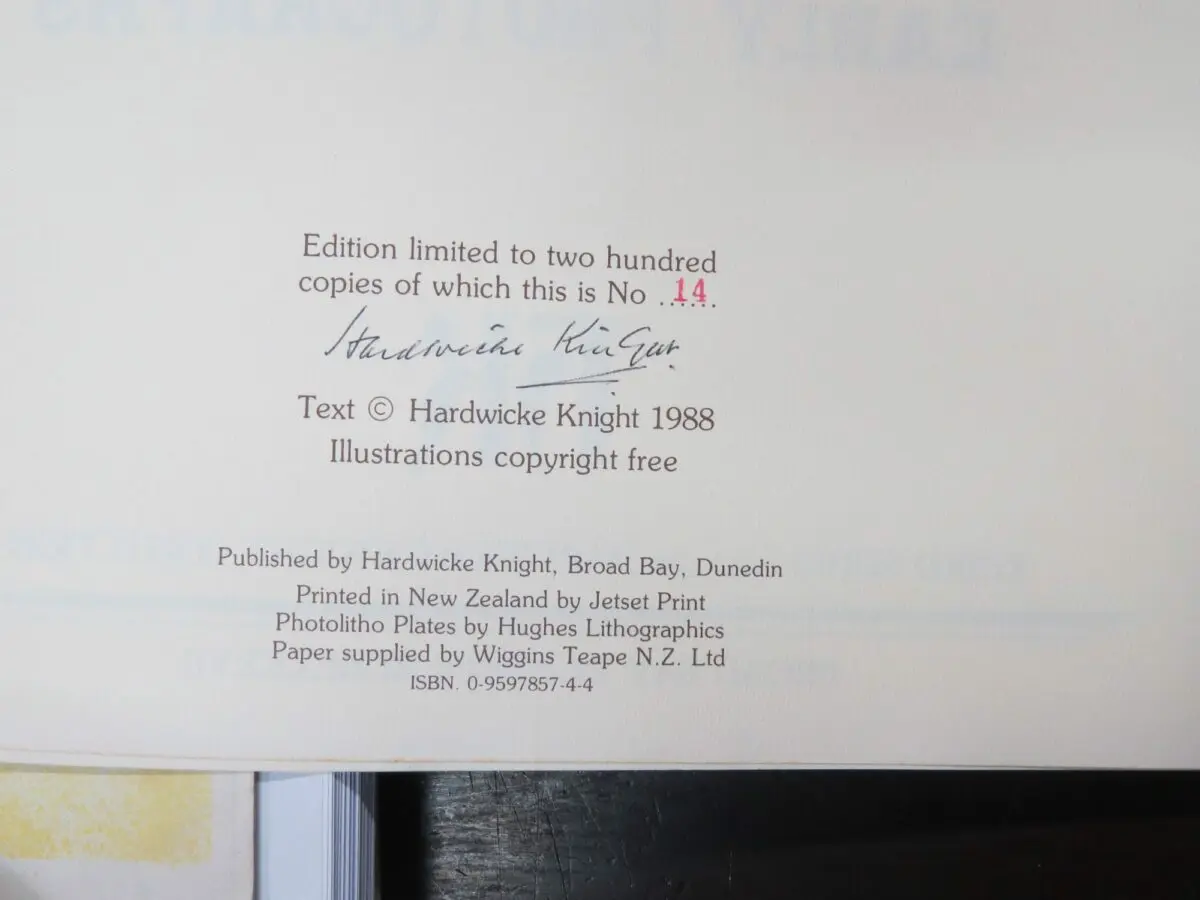 EARLY PHOTOGRAPHS
Edition limited to two hundred
copies of which this is No ..14..
Hardwicke Knight
Text © Hardwicke Knight 1988
Illustrations copyright free
Published by Hardwicke Knight, Broad Bay, Dunedin
Printed in New Zealand by Jetset Print
Photolitho Plates by Hughes Lithographics
Paper supplied by Wiggins Teape N.Z. Ltd
ISBN. 0-9597857-4-4